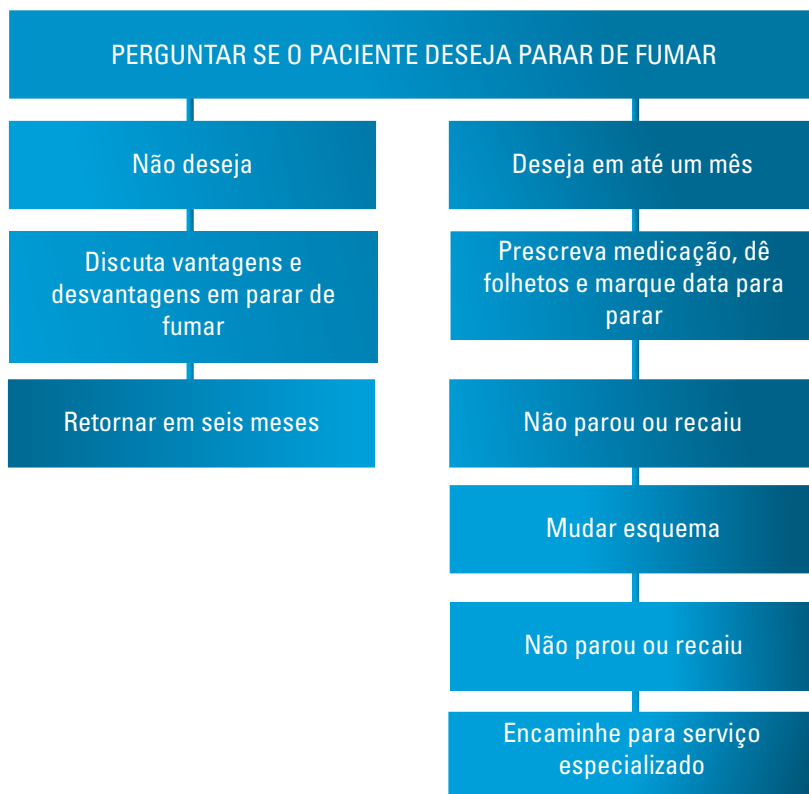 PERGUNTAR SE O PACIENTE DESEJA PARAR DE FUMAR
Não deseja
Discuta vantagens e
desvantagens em parar de
fumar
Retornar em seis meses
Deseja em até um mês
Prescreva medicação, dê
folhetos e marque data para
parar
Não parou ou recaiu
Mudar esquema
Não parou ou recaiu
Encaminhe para serviço
especializado